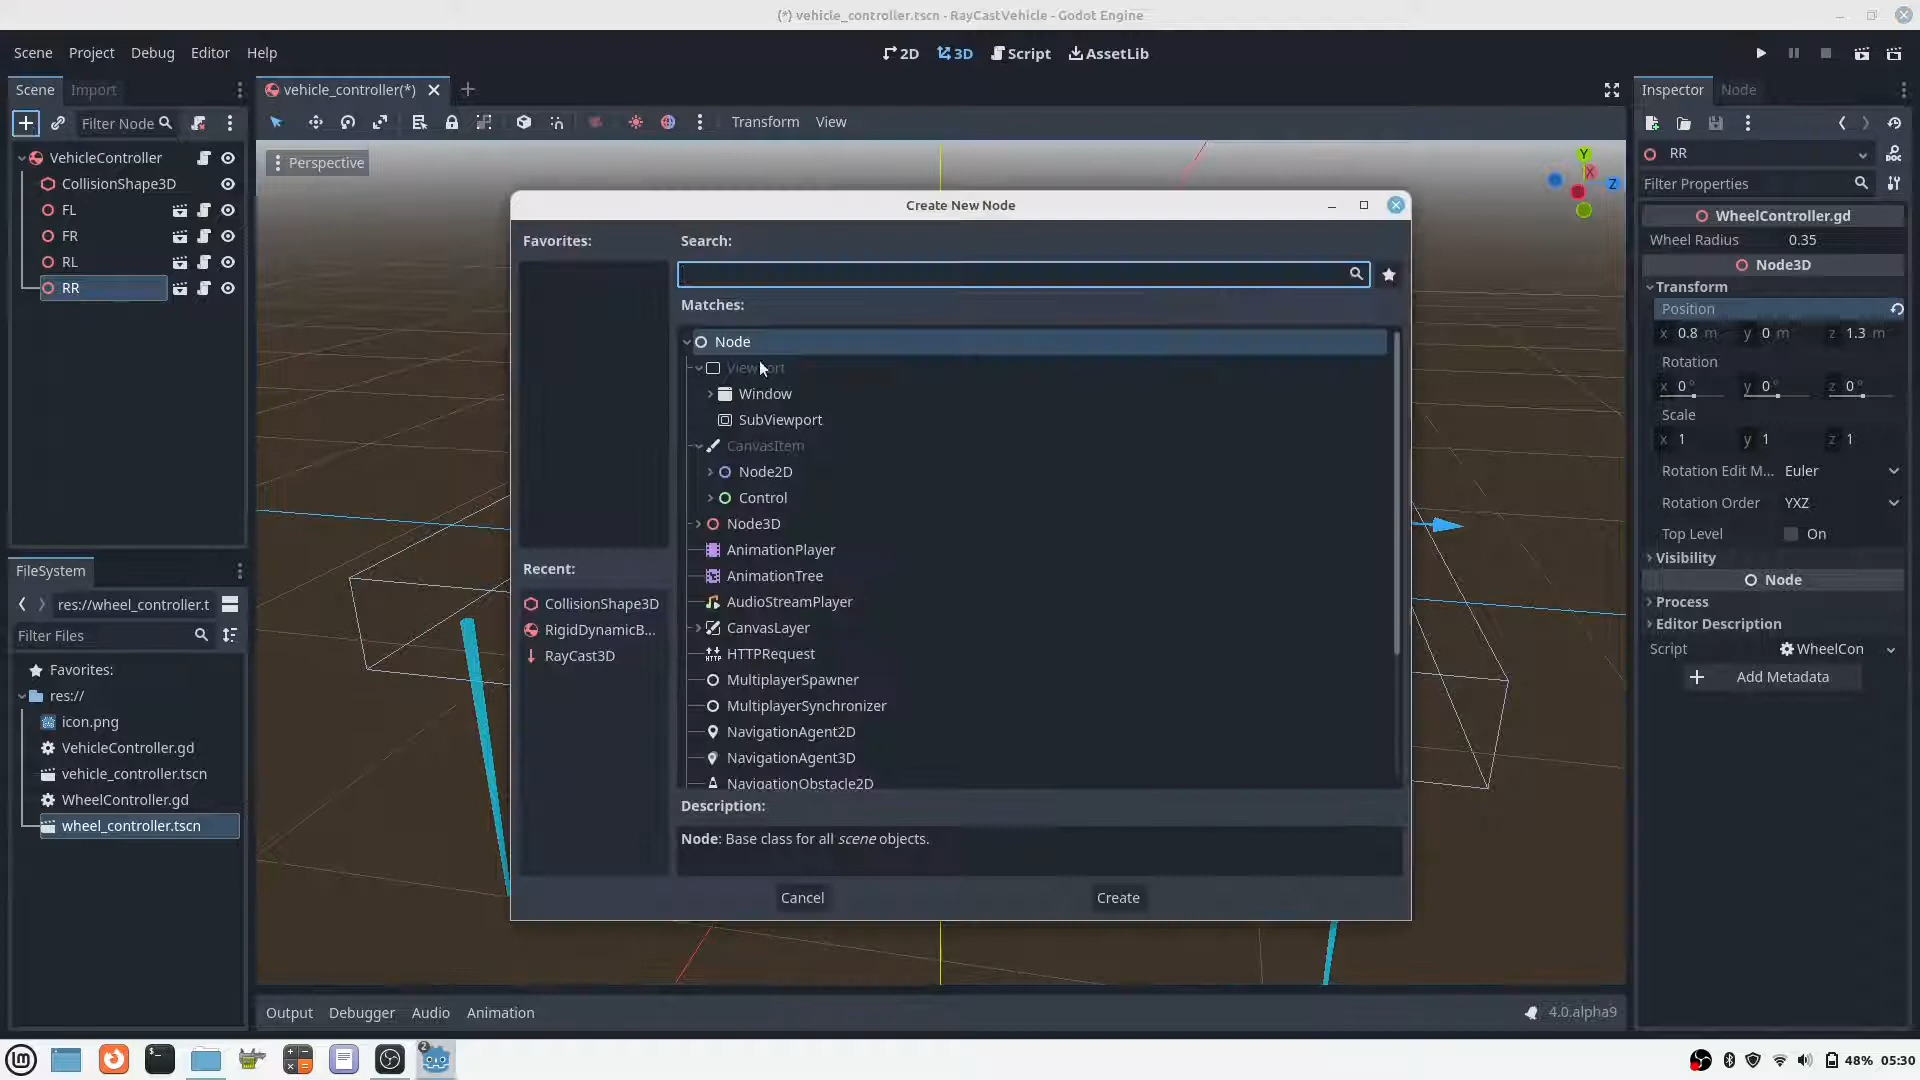 (*) vehicle_controller.tscn - RayCastVehicle - Godot Engine
Scene Project Debug Editor Help
2D 3D Script AssetLib
Scene Import
vehicle_controller(*)
Filter Node
Transform View
VehicleController
CollisionShape3D
FL
FR
RL
RR
Perspective
Y
X
Z
FileSystem
res://wheel_controller.t
Filter Files
Favorites:
res://
icon.png
VehicleController.gd
vehicle_controller.tscn
WheelController.gd
wheel_controller.tscn
Create New Node
Favorites:
Search:
Matches:
Node
Viewport
Window
SubViewport
CanvasItem
Node2D
Control
Node3D
AnimationPlayer
AnimationTree
AudioStreamPlayer
CanvasLayer
HTTP HTTPRequest
MultiplayerSpawner
MultiplayerSynchronizer
NavigationAgent2D
NavigationAgent3D
NavigationObstacle2D
Recent:
CollisionShape3D
RigidDynamicB...
RayCast3D
Description:
Node: Base class for all scene objects.
Cancel Create
Inspector Node
RR
Filter Properties
WheelController.gd
Wheel Radius 0.35
Node3D
Transform
Position
x 0.8 m y 0 m z 1.3 m
Rotation
x 0° y 0° z 0°
Scale
x 1 y 1 z 1
Rotation Edit M... Euler
Rotation Order YXZ
Top Level On
Visibility
Node
Process
Editor Description
Script WheelCon
Add Metadata
Output Debugger Audio Animation
4.0.alpha9
2
48% 05:30